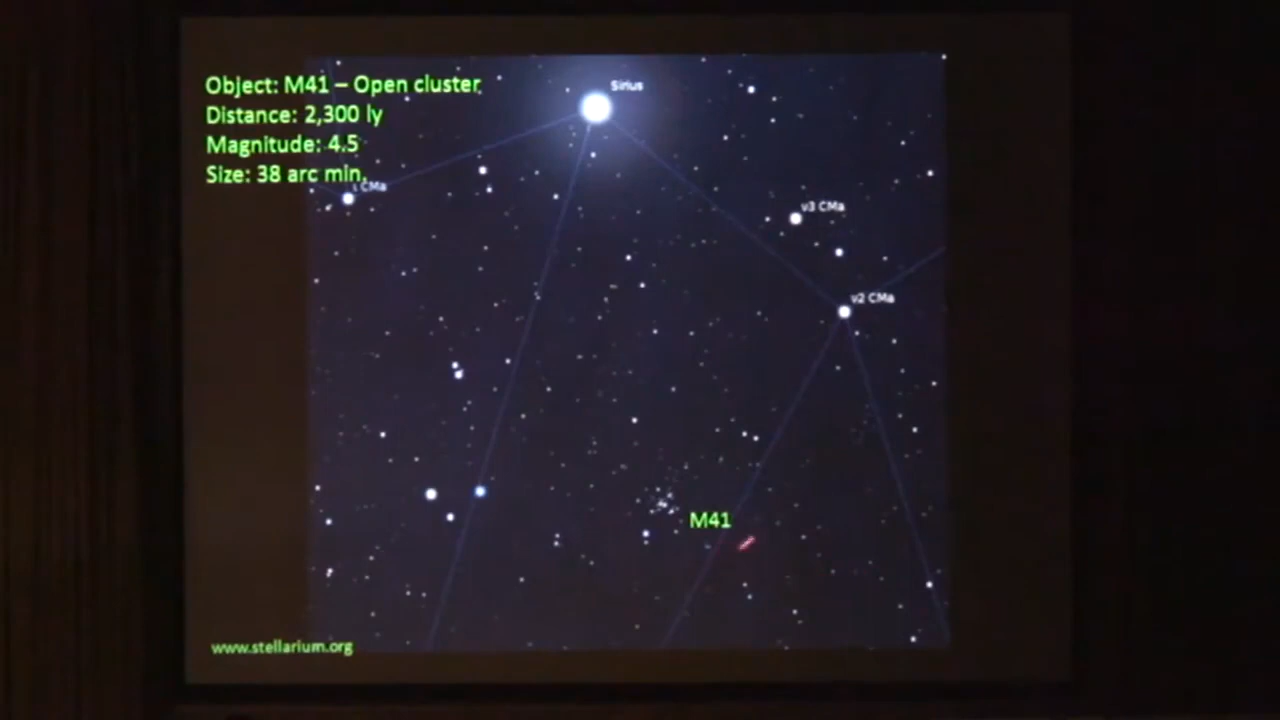 Object: M41 – Open cluster
Distance: 2,300 ly
Magnitude: 4.5
Size: 38 arc min.
Sirius
ι CMa
ν3 CMa
ν2 CMa
M41
www.stellarium.org